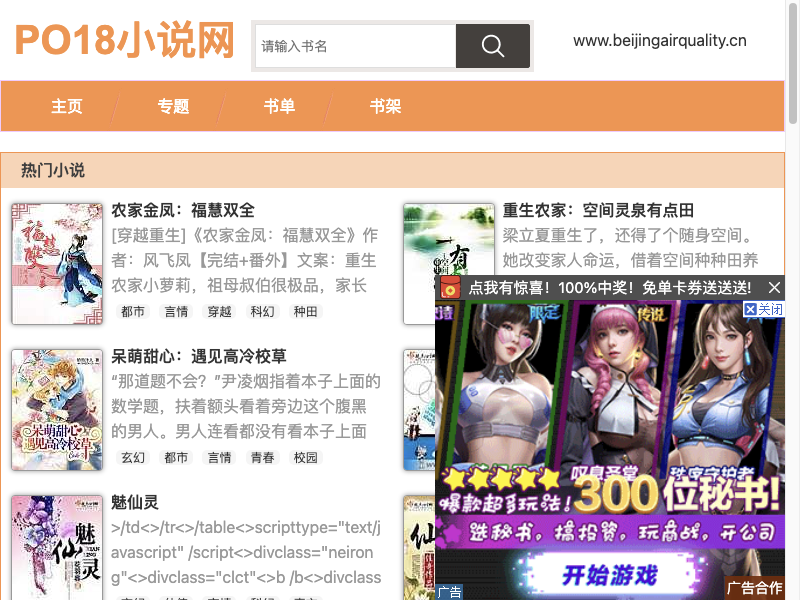 PO18小说网
请输入书名
www.beijingairquality.cn
主页
专题
书单
书架
热门小说
农家金凤：福慧双全
[穿越重生]《农家金凤：福慧双全》作
者：风飞凤【完结+番外】文案：重生
农家小萝莉，祖母叔伯很极品，家长
都市 言情 穿越 科幻 种田
重生农家：空间灵泉有点田
梁立夏重生了，还得了个随身空间。
她改变家人命运，借着空间种种田养
呆萌甜心：遇见高冷校草
“那道题不会？”尹凌烟指着本子上面的
数学题，扶着额头看着旁边这个腹黑
的男人。男人连看都没有看本子上面
玄幻 都市 言情 青春 校园
魅仙灵
>/td<>/tr<>/table<>scripttype="text/j
avascript" /script<>divclass="neiron
g"<>divclass="clct"<>b /b<>divclass
点我有惊喜！100%中奖！免单卡券送送送!
关闭
限定
传说
300位秘书!
爆款超多玩法!
选秘书，搞投资，玩商战，开公司
开始游戏
广告
广告合作